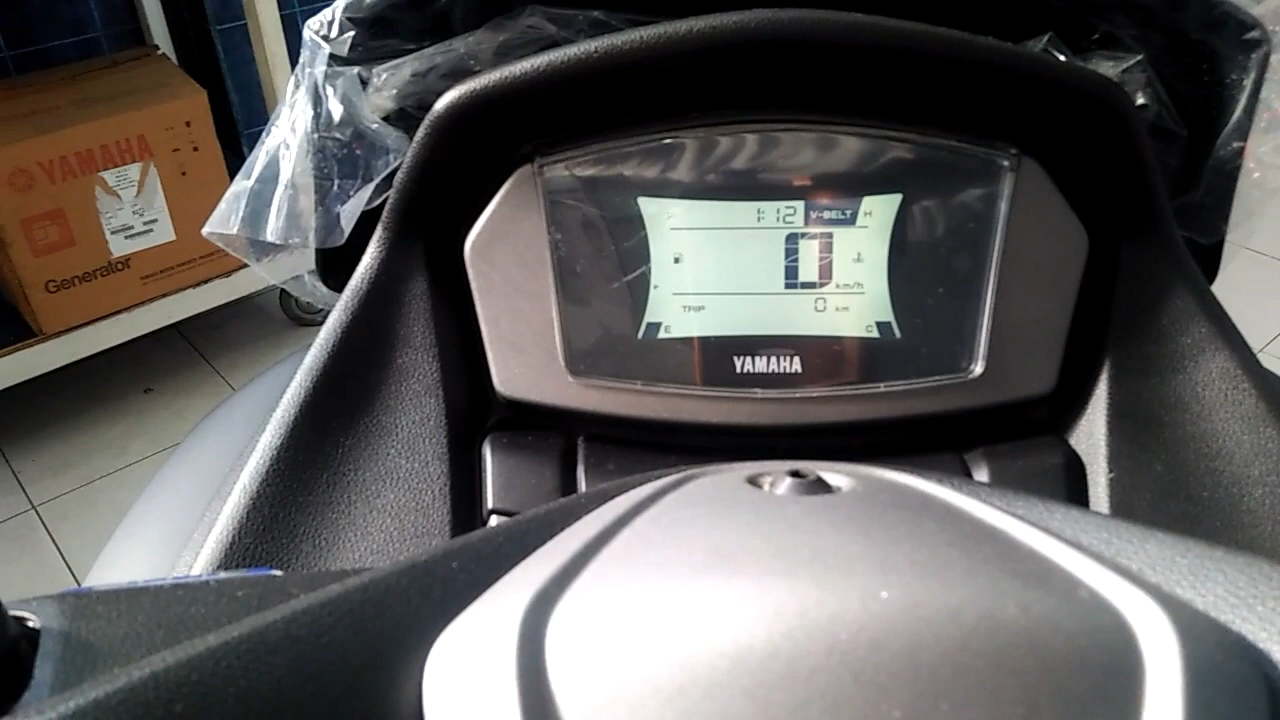 YAMAHA
Generator
1:12 V-BELT H
0
km/h
TRIP 0 km
E C
YAMAHA